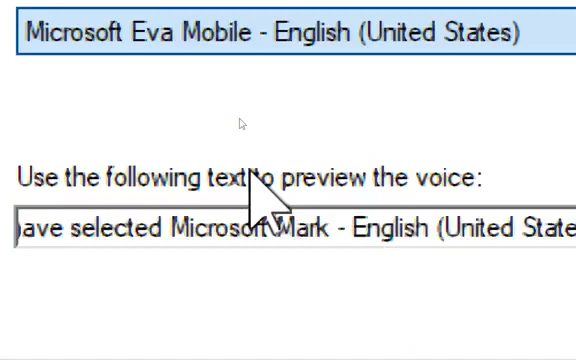 Microsoft Eva Mobile - English (United States)
Use the following text to preview the voice:
have selected Microsoft Mark - English (United State